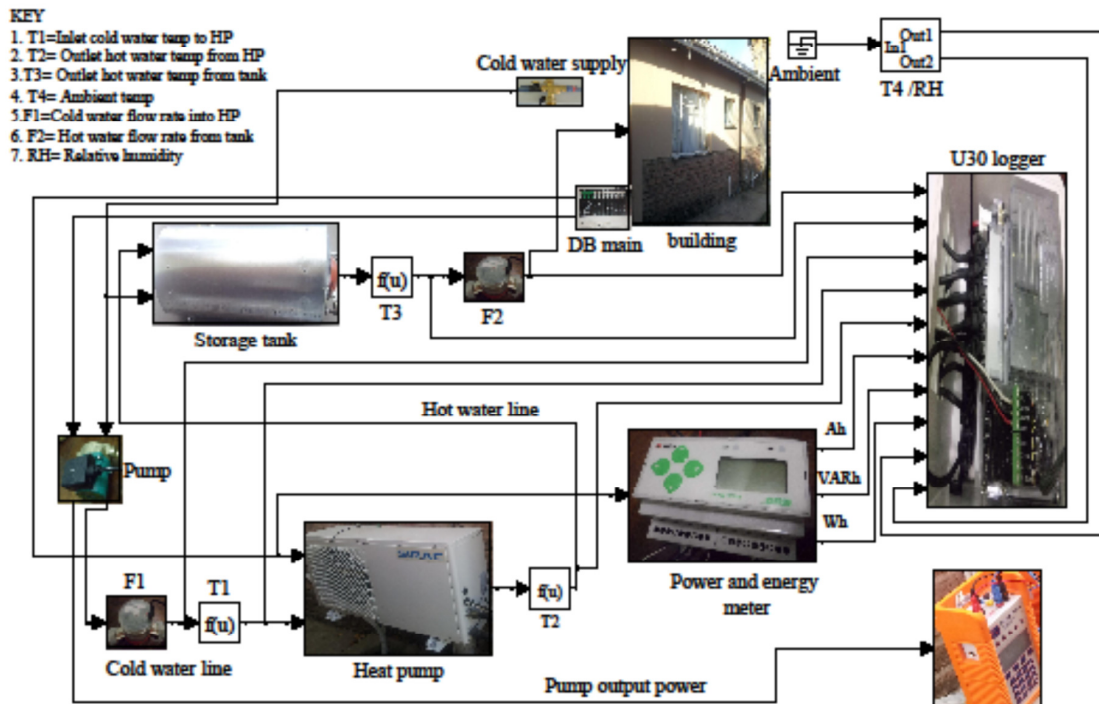 KEY
1. T1=Inlet cold water temp to HP
2. T2= Outlet hot water temp from HP
3.T3= Outlet hot water temp from tank
4. T4= Ambient temp
5.F1=Cold water flow rate into HP
6. F2= Hot water flow rate from tank
7. RH= Relative humidity
Cold water supply
Ambient
In1
Out1
Out2
T4 /RH
U30 logger
DB main
building
Storage tank
f(u)
T3
F2
Hot water line
Pump
Ah
VARh
Wh
Power and energy
meter
F1
T1
f(u)
Cold water line
Heat pump
f(u)
T2
Pump output power